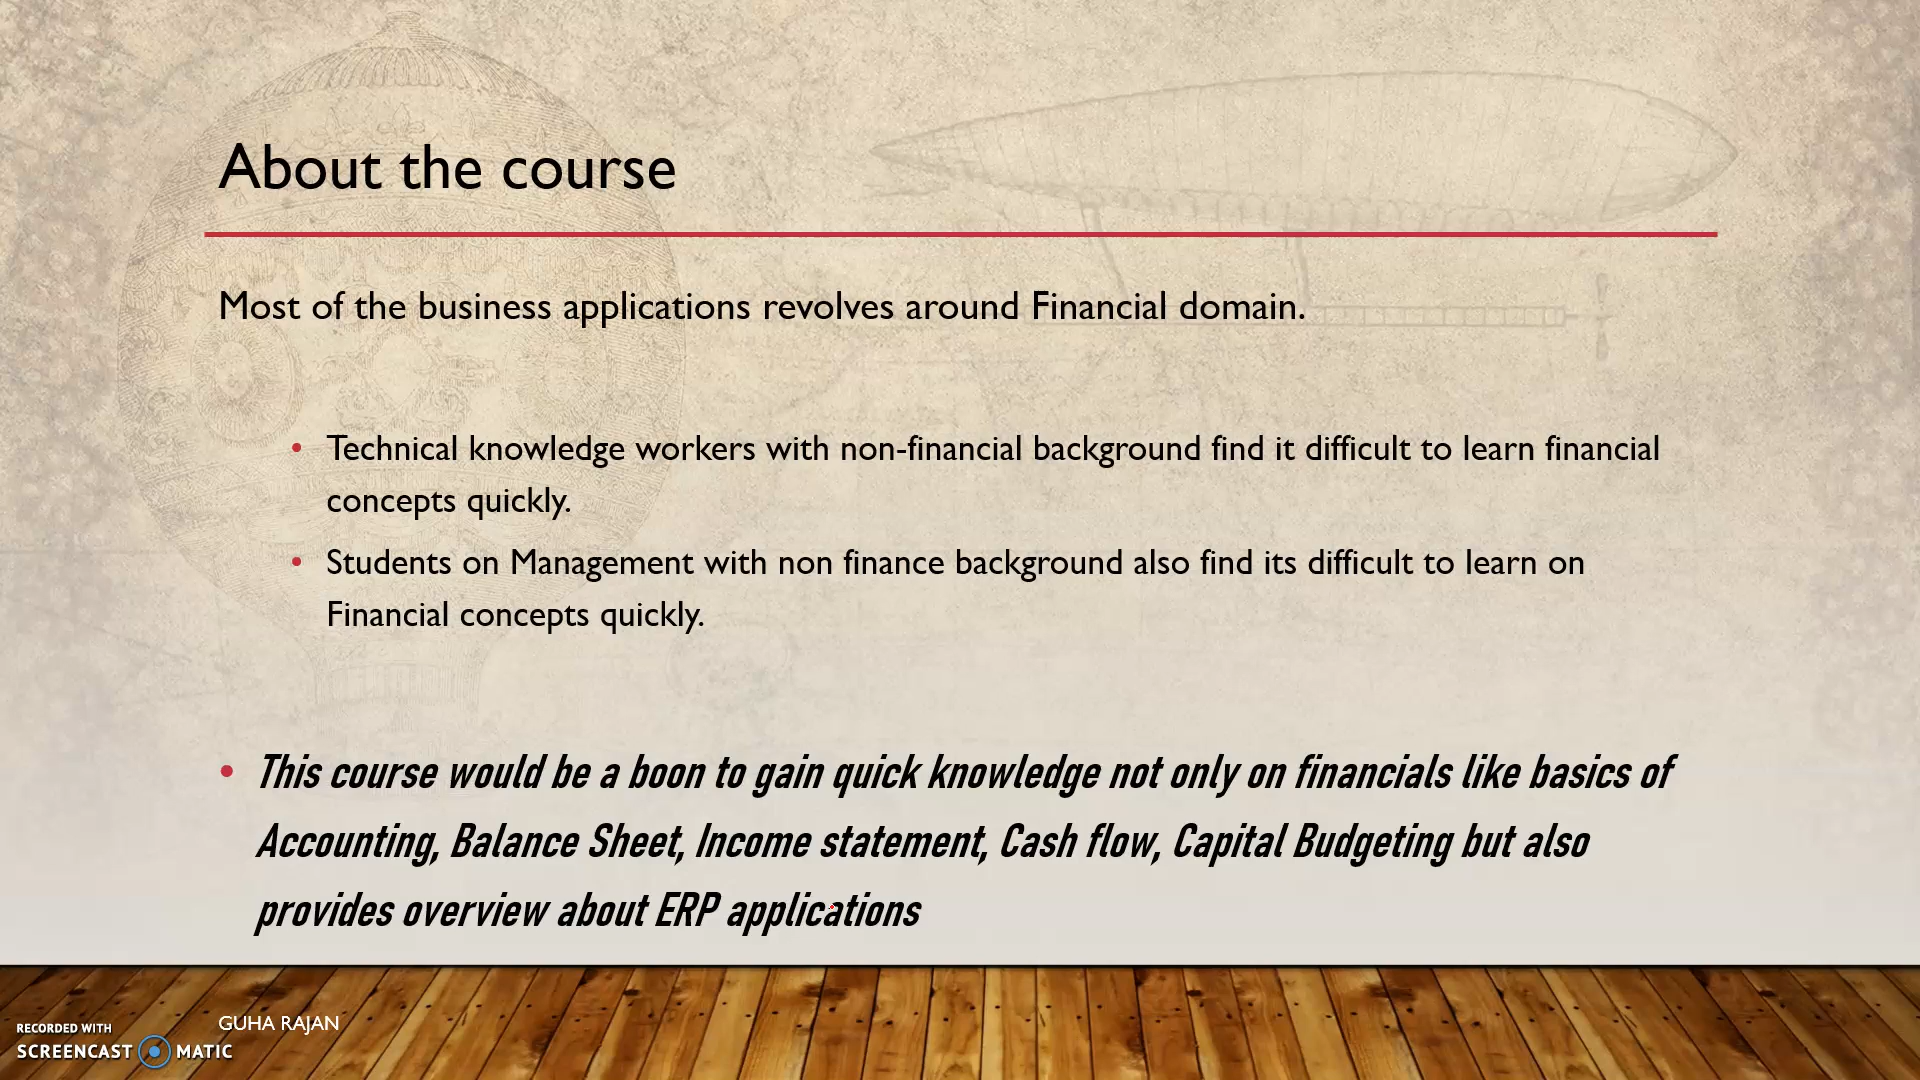 About the course
Most of the business applications revolves around Financial domain.
• Technical knowledge workers with non-financial background find it difficult to learn financial
concepts quickly.
• Students on Management with non finance background also find its difficult to learn on
Financial concepts quickly.
• This course would be a boon to gain quick knowledge not only on financials like basics of
Accounting, Balance Sheet, Income statement, Cash flow, Capital Budgeting but also
provides overview about ERP applications
GUHA RAJAN
RECORDED WITH
SCREENCAST MATIC